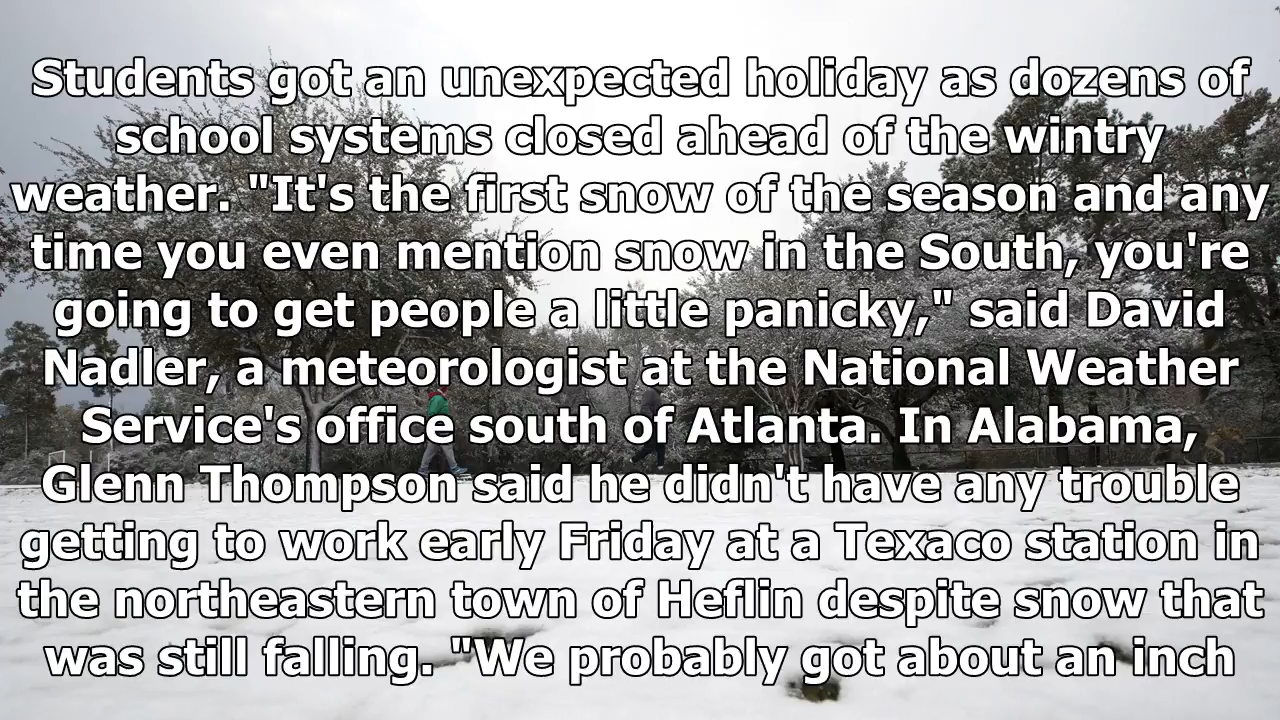 Students got an unexpected holiday as dozens of
school systems closed ahead of the wintry
weather. "It's the first snow of the season and any
time you even mention snow in the South, you're
going to get people a little panicky," said David
Nadler, a meteorologist at the National Weather
Service's office south of Atlanta. In Alabama,
Glenn Thompson said he didn't have any trouble
getting to work early Friday at a Texaco station in
the northeastern town of Heflin despite snow that
was still falling. "We probably got about an inch